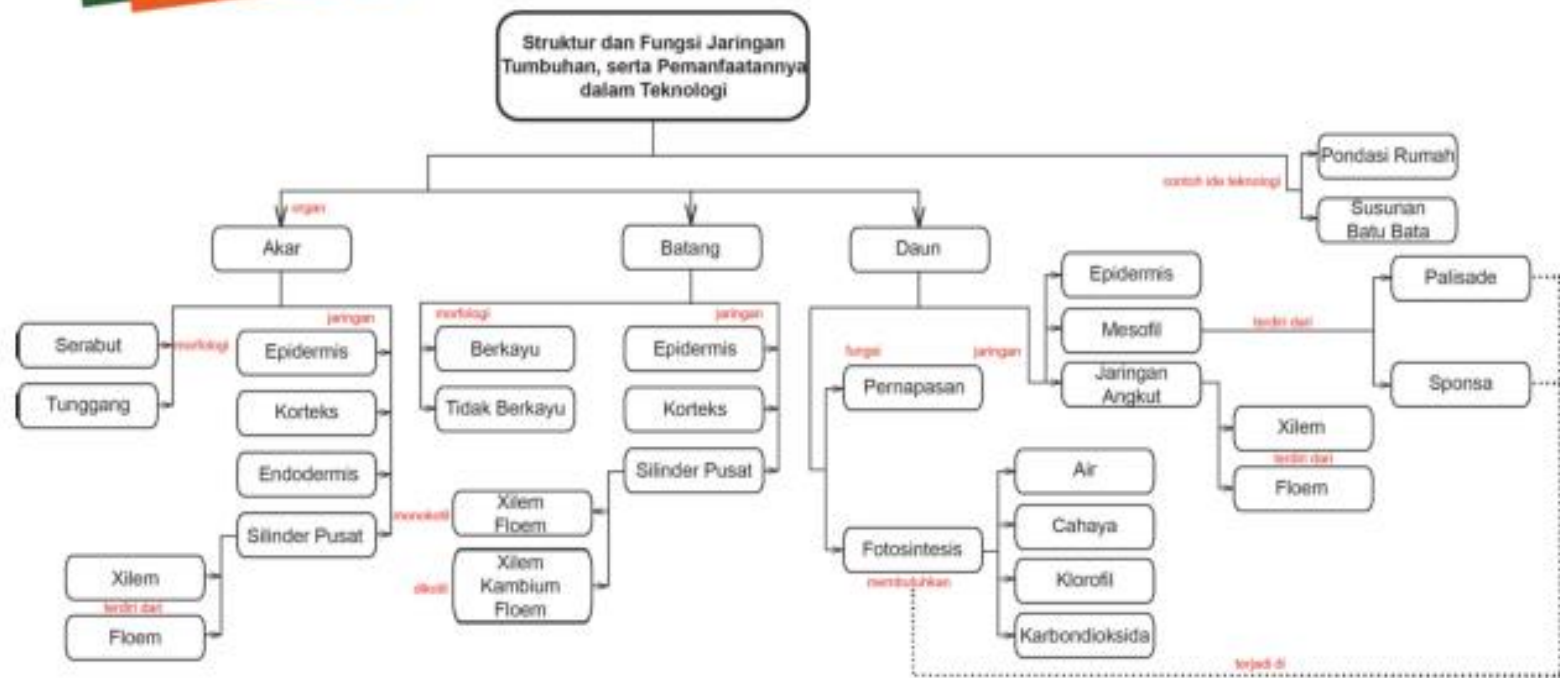 Struktur dan Fungsi Jaringan
Tumbuhan, serta Pemanfaatannya
dalam Teknologi
contoh ide teknologi
Pondasi Rumah
Susunan
Batu Bata
organ
Akar
Batang
Daun
morfologi
Serabut
Tunggang
jaringan
Epidermis
Korteks
Endodermis
Silinder Pusat
Xilem
terdiri dari
Floem
morfologi
Berkayu
Tidak Berkayu
jaringan
Epidermis
Korteks
Silinder Pusat
monokotil
Xilem
Floem
dikotil
Xilem
Kambium
Floem
fungsi
Pernapasan
Fotosintesis
membutuhkan
Air
Cahaya
Klorofil
Karbondioksida
jaringan
Epidermis
Mesofil
Jaringan
Angkut
terdiri dari
Palisade
Sponsa
Xilem
terdiri dari
Floem
terjadi di